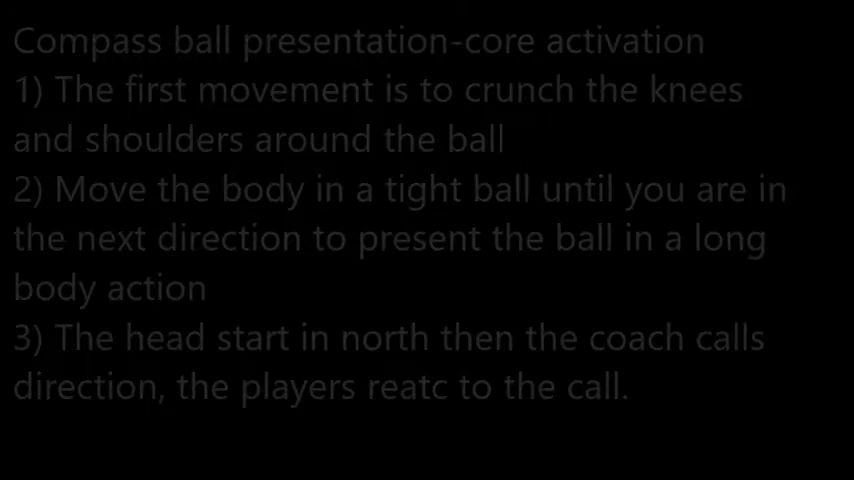 Compass ball presentation-core activation
1) The first movement is to crunch the knees
and shoulders around the ball
2) Move the body in a tight ball until you are in
the next direction to present the ball in a long
body action
3) The head start in north then the coach calls
direction, the players reatc to the call.